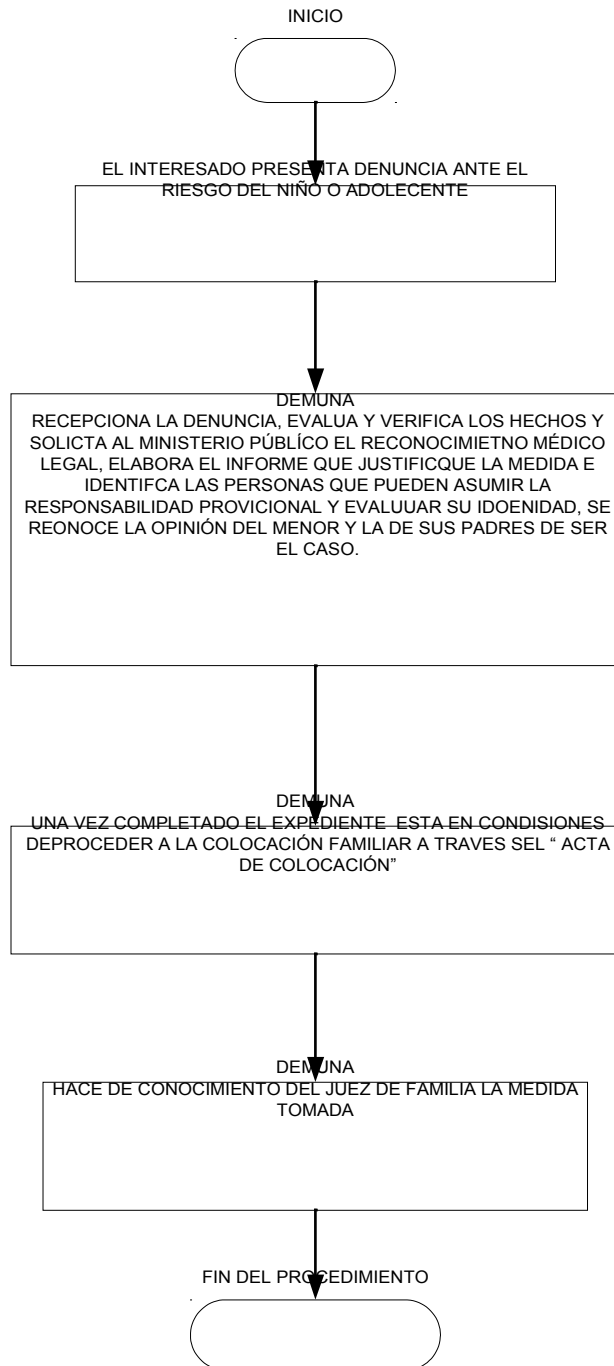 INICIO
EL INTERESADO PRESENTA DENUNCIA ANTE EL
RIESGO DEL NIÑO O ADOLECENTE
DEMUNA
RECEPCIONA LA DENUNCIA, EVALUA Y VERIFICA LOS HECHOS Y
SOLICTA AL MINISTERIO PÚBLÍCO EL RECONOCIMIETNO MÉDICO
LEGAL, ELABORA EL INFORME QUE JUSTIFICQUE LA MEDIDA E
IDENTIFCA LAS PERSONAS QUE PUEDEN ASUMIR LA
RESPONSABILIDAD PROVICIONAL Y EVALUUAR SU IDOENIDAD, SE
REONOCE LA OPINIÓN DEL MENOR Y LA DE SUS PADRES DE SER
EL CASO.
DEMUNA
UNA VEZ COMPLETADO EL EXPEDIENTE ESTA EN CONDISIONES
DEPROCEDER A LA COLOCACIÓN FAMILIAR A TRAVES SEL “ ACTA
DE COLOCACIÓN”
DEMUNA
HACE DE CONOCIMIENTO DEL JUEZ DE FAMILIA LA MEDIDA
TOMADA
FIN DEL PROCEDIMIENTO